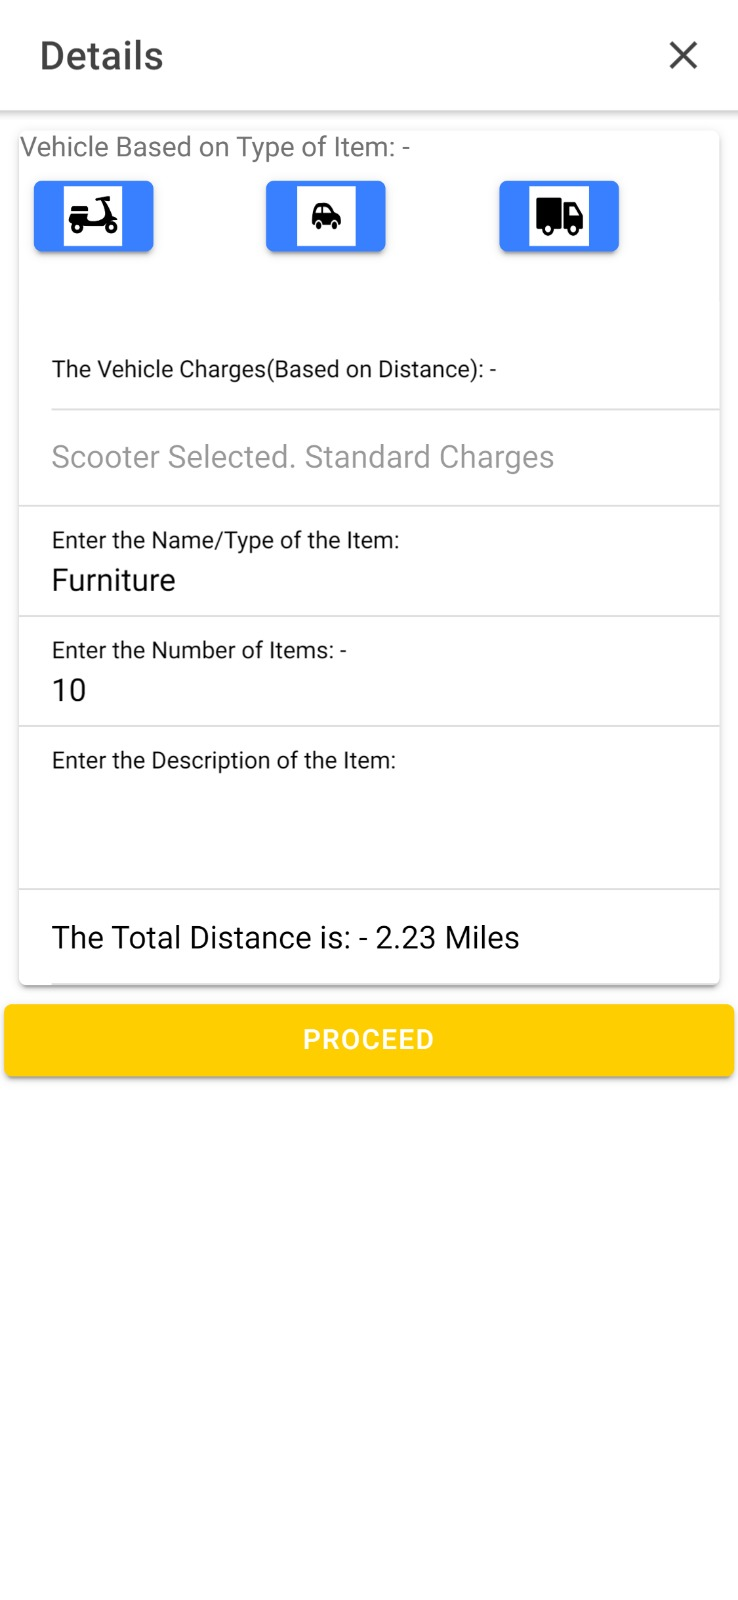 Details
Vehicle Based on Type of Item: -
The Vehicle Charges(Based on Distance): -
Scooter Selected. Standard Charges
Enter the Name/Type of the Item:
Furniture
Enter the Number of Items: -
10
Enter the Description of the Item:
The Total Distance is: - 2.23 Miles
PROCEED